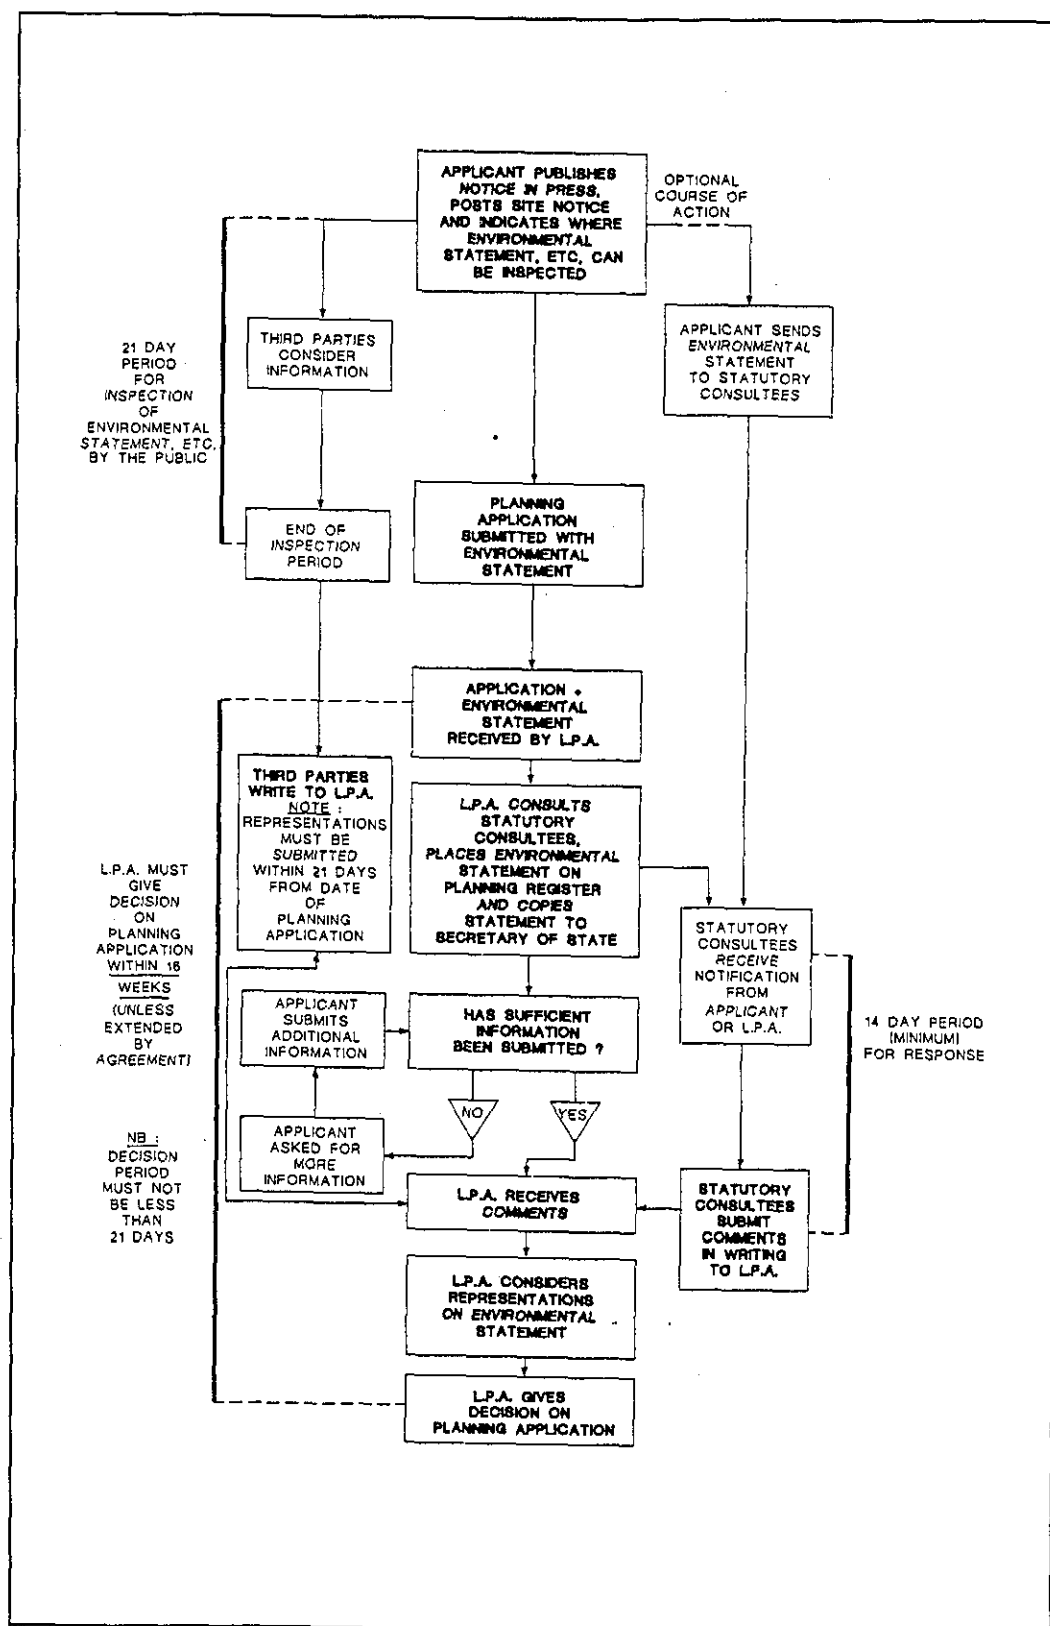 APPLICANT PUBLISHES
NOTICE IN PRESS,
POSTS SITE NOTICE
AND INDICATES WHERE
ENVIRONMENTAL
STATEMENT, ETC, CAN
BE INSPECTED
OPTIONAL
COURSE OF
ACTION
21 DAY
PERIOD
FOR
INSPECTION
OF
ENVIRONMENTAL
STATEMENT, ETC.
BY THE PUBLIC
THIRD PARTIES
CONSIDER
INFORMATION
APPLICANT SENDS
ENVIRONMENTAL
STATEMENT
TO STATUTORY
CONSULTEES
END OF
INSPECTION
PERIOD
PLANNING
APPLICATION
SUBMITTED WITH
ENVIRONMENTAL
STATEMENT
APPLICATION +
ENVIRONMENTAL
STATEMENT
RECEIVED BY L.P.A.
THIRD PARTIES
WRITE TO L.P.A.
NOTE :
REPRESENTATIONS
MUST BE
SUBMITTED
WITHIN 21 DAYS
FROM DATE
OF
PLANNING
APPLICATION
L.P.A. CONSULTS
STATUTORY
CONSULTEES,
PLACES ENVIRONMENTAL
STATEMENT ON
PLANNING REGISTER
AND COPIES
STATEMENT TO
SECRETARY OF STATE
L.P.A. MUST
GIVE
DECISION
ON
PLANNING
APPLICATION
WITHIN 16
WEEKS
(UNLESS
EXTENDED
BY
AGREEMENT)
STATUTORY
CONSULTEES
RECEIVE
NOTIFICATION
FROM
APPLICANT
OR L.P.A.
14 DAY PERIOD
(MINIMUM)
FOR RESPONSE
APPLICANT
SUBMITS
ADDITIONAL
INFORMATION
HAS SUFFICIENT
INFORMATION
BEEN SUBMITTED ?
NO
YES
APPLICANT
ASKED FOR
MORE
INFORMATION
NB :
DECISION
PERIOD
MUST NOT
BE LESS
THAN
21 DAYS
L.P.A. RECEIVES
COMMENTS
STATUTORY
CONSULTEES
SUBMIT
COMMENTS
IN WRITING
TO L.P.A.
L.P.A. CONSIDERS
REPRESENTATIONS
ON ENVIRONMENTAL
STATEMENT
L.P.A. GIVES
DECISION ON
PLANNING APPLICATION